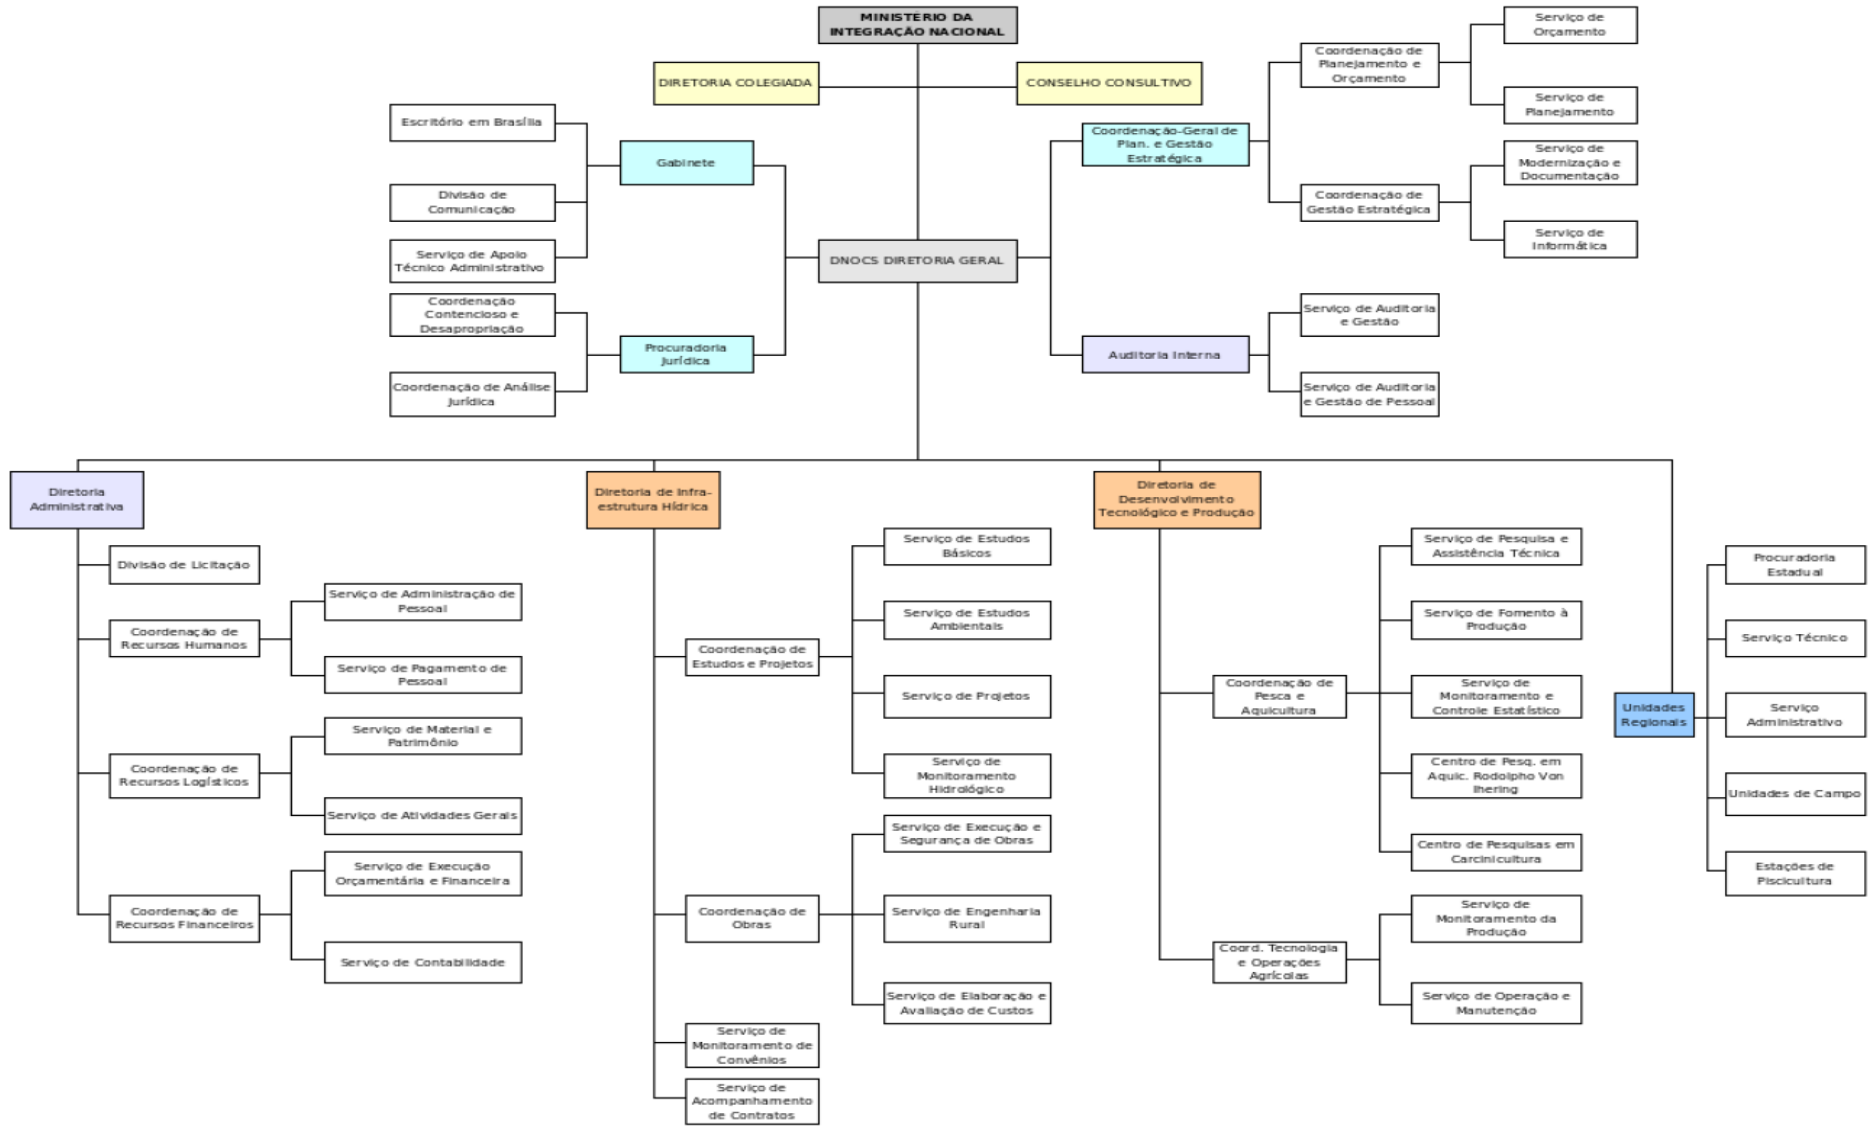 MINISTÉRIO DA
INTEGRAÇÃO NACIONAL
DIRETORIA COLEGIADA
CONSELHO CONSULTIVO
Escritório em Brasília
Gabinete
Divisão de
Comunicação
Serviço de Apoio
Técnico Administrativo
Coordenação
Contencioso e
Desapropriação
Procuradoria
Jurídica
Coordenação de Análise
Jurídica
DNOCS DIRETORIA GERAL
Coordenação-Geral de
Plan. e Gestão
Estratégica
Coordenação de
Planejamento e
Orçamento
Serviço de
Orçamento
Serviço de
Planejamento
Coordenação de
Gestão Estratégica
Serviço de
Modernização e
Documentação
Serviço de
Informática
Auditoria Interna
Serviço de Auditoria
e Gestão
Serviço de Auditoria
e Gestão de Pessoal
Diretoria
Administrativa
Divisão de Licitação
Coordenação de
Recursos Humanos
Serviço de Administração de
Pessoal
Serviço de Pagamento de
Pessoal
Coordenação de
Recursos Logísticos
Serviço de Material e
Patrimônio
Serviço de Atividades Gerais
Coordenação de
Recursos Financeiros
Serviço de Execução
Orçamentária e Financeira
Serviço de Contabilidade
Diretoria de Infra-
estrutura Hídrica
Coordenação de
Estudos e Projetos
Serviço de Estudos
Básicos
Serviço de Estudos
Ambientais
Serviço de Projetos
Serviço de
Monitoramento
Hidrológico
Coordenação de
Obras
Serviço de Execução e
Segurança de Obras
Serviço de Engenharia
Rural
Serviço de Elaboração e
Avaliação de Custos
Serviço de
Monitoramento de
Convênios
Serviço de
Acompanhamento
de Contratos
Diretoria de
Desenvolvimento
Tecnológico e Produção
Coordenação de
Pesca e
Aquicultura
Serviço de Pesquisa e
Assistência Técnica
Serviço de Fomento à
Produção
Serviço de
Monitoramento e
Controle Estatístico
Centro de Pesq. em
Aquic. Rodolpho Von
Ihering
Centro de Pesquisas em
Carcinicultura
Coord. Tecnologia
e Operações
Agrícolas
Serviço de
Monitoramento da
Produção
Serviço de Operação e
Manutenção
Unidades
Regionais
Procuradoria
Estadual
Serviço Técnico
Serviço
Administrativo
Unidades de Campo
Estações de
Piscicultura